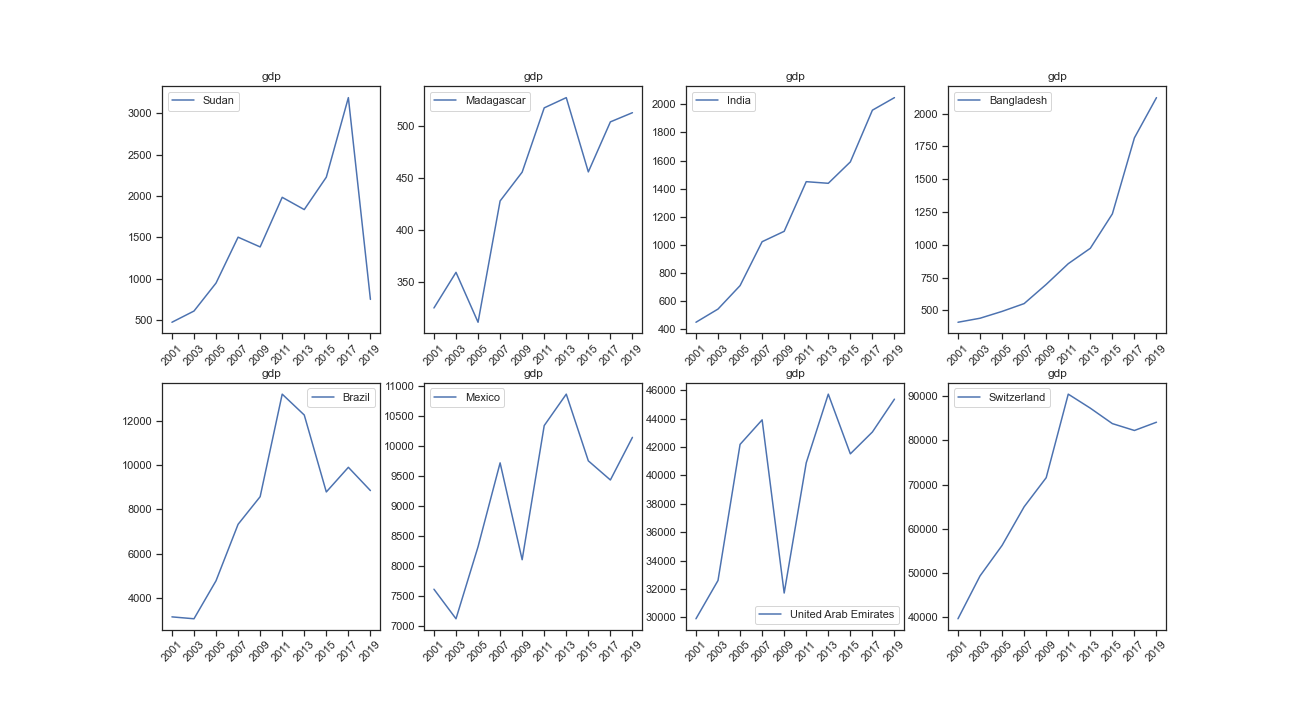 gdp
Sudan
3000
2500
2000
1500
1000
500
2001 2003 2005 2007 2009 2011 2013 2015 2017 2019
gdp
Madagascar
500
450
400
350
2001 2003 2005 2007 2009 2011 2013 2015 2017 2019
gdp
India
2000
1800
1600
1400
1200
1000
800
600
400
2001 2003 2005 2007 2009 2011 2013 2015 2017 2019
gdp
Bangladesh
2000
1750
1500
1250
1000
750
500
2001 2003 2005 2007 2009 2011 2013 2015 2017 2019
gdp
Brazil
12000
10000
8000
6000
4000
2001 2003 2005 2007 2009 2011 2013 2015 2017 2019
gdp
11000
Mexico
10500
10000
9500
9000
8500
8000
7500
7000
2001 2003 2005 2007 2009 2011 2013 2015 2017 2019
gdp
46000
44000
42000
40000
38000
36000
34000
32000
United Arab Emirates
30000
2001 2003 2005 2007 2009 2011 2013 2015 2017 2019
gdp
Switzerland
90000
80000
70000
60000
50000
40000
2001 2003 2005 2007 2009 2011 2013 2015 2017 2019